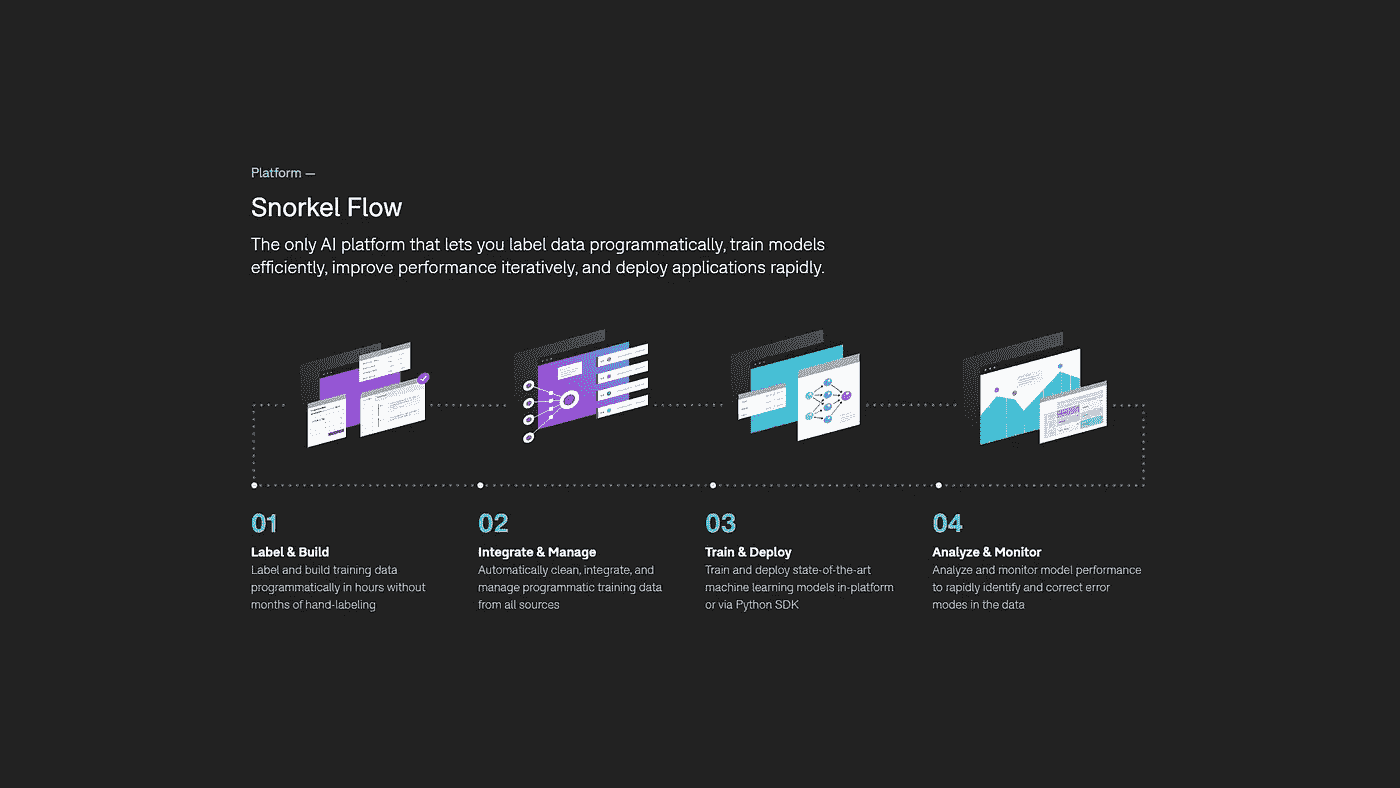 Platform —
Snorkel Flow
The only AI platform that lets you label data programmatically, train models
efficiently, improve performance iteratively, and deploy applications rapidly.
01
Label & Build
Label and build training data
programmatically in hours without
months of hand-labeling
02
Integrate & Manage
Automatically clean, integrate, and
manage programmatic training data
from all sources
03
Train & Deploy
Train and deploy state-of-the-art
machine learning models in-platform
or via Python SDK
04
Analyze & Monitor
Analyze and monitor model performance
to rapidly identify and correct error
modes in the data